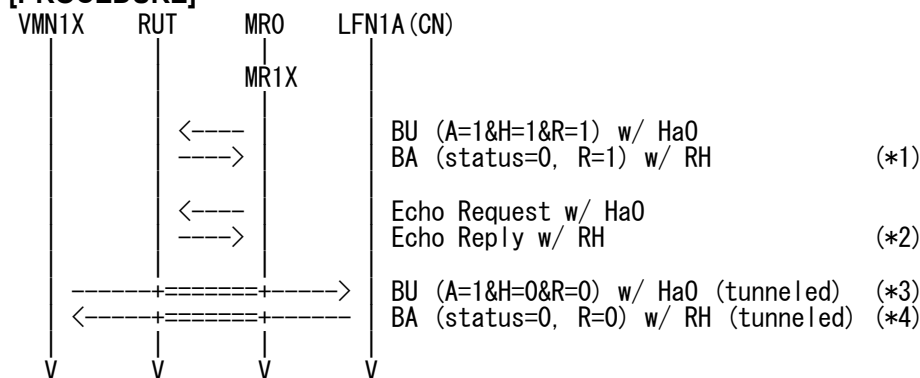 [PROCEDURE]
VMN1X RUT MR0 LFN1A(CN)
MR1X
<---- BU (A=1&H=1&R=1) w/ HaO
----> BA (status=0, R=1) w/ RH (*1)
<---- Echo Request w/ HaO
----> Echo Reply w/ RH (*2)
------+=======+-----> BU (A=1&H=0&R=0) w/ HaO (tunneled) (*3)
<-----+=======+------ BA (status=0, R=0) w/ RH (tunneled) (*4)
V V V V